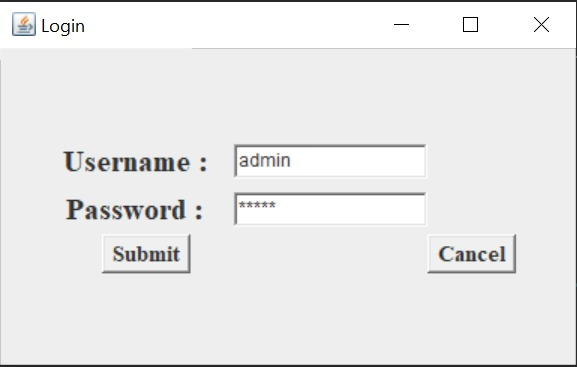 Login
Username : admin
Password : *****
Submit Cancel